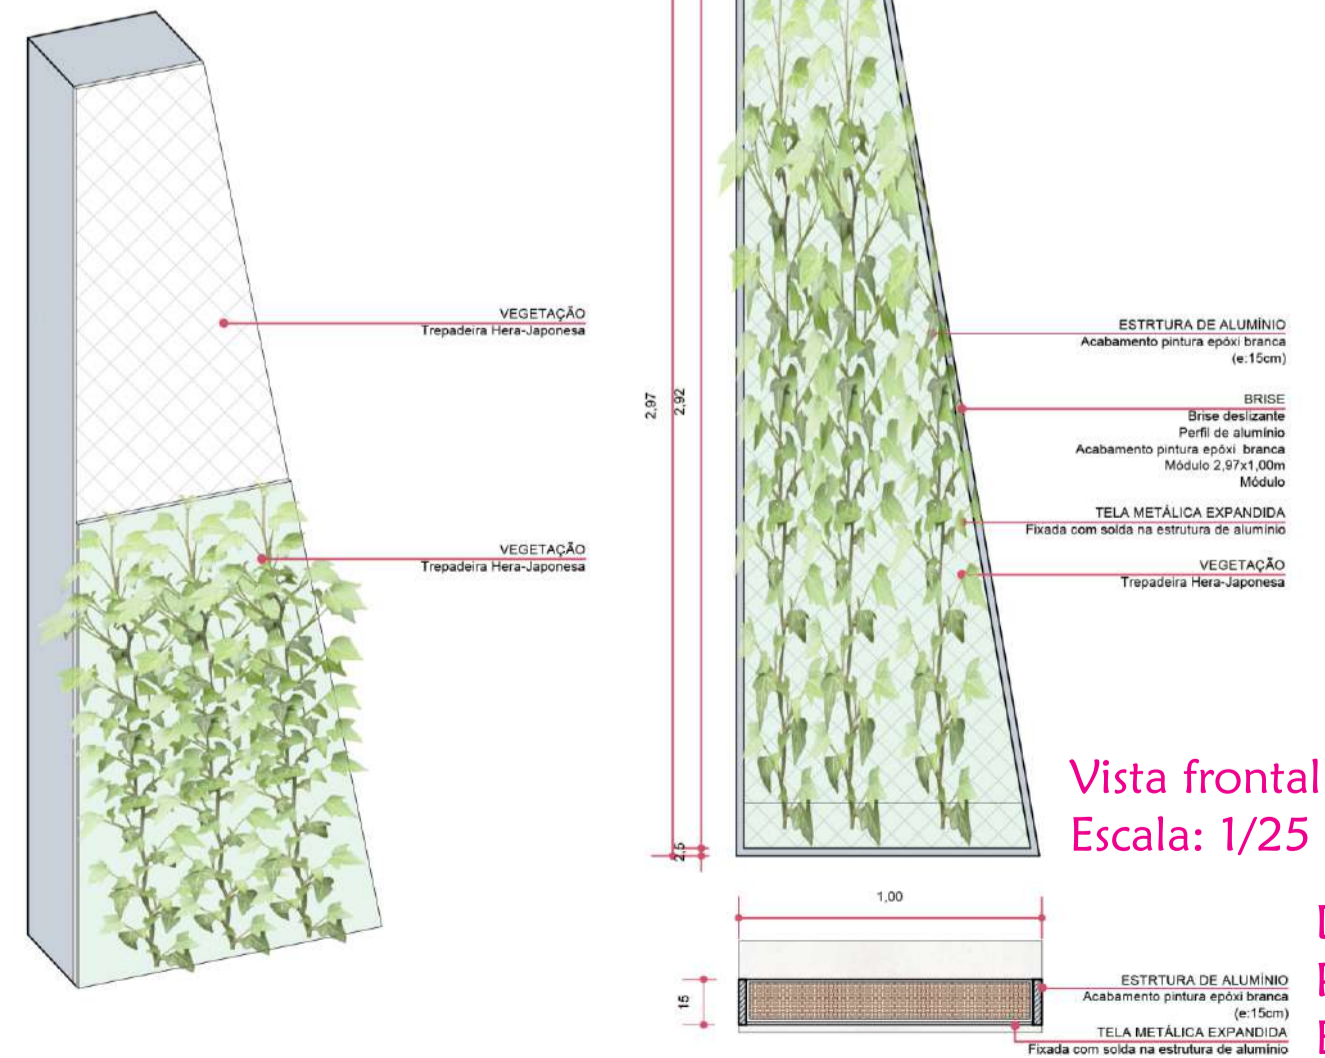 VEGETAÇÃO
Trepadeira Hera-Japonesa
VEGETAÇÃO
Trepadeira Hera-Japonesa
2,97
2,92
2,5
ESTRTURA DE ALUMÍNIO
Acabamento pintura epóxi branca
(e:15cm)
BRISE
Brise deslizante
Perfil de alumínio
Acabamento pintura epóxi branca
Módulo 2,97x1,00m
Módulo
TELA METÁLICA EXPANDIDA
Fixada com solda na estrutura de alumínio
VEGETAÇÃO
Trepadeira Hera-Japonesa
Vista frontal
Escala: 1/25
1,00
15
ESTRTURA DE ALUMÍNIO
Acabamento pintura epóxi branca
(e:15cm)
TELA METÁLICA EXPANDIDA
Fixada com solda na estrutura de alumínio